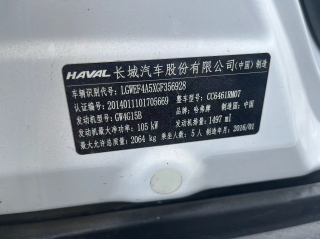 HAVAL 长城汽车股份有限公司(中国)制造
车辆识别代号: LGWEF4A5XGF356928
认证编号: 2014011101705669 整车型号: CC6461RM07
发动机型号: GW4G15B 品牌: 哈弗牌 制造国: 中国
发动机最大净功率: 105 kW 发动机排量: 1497 ml
最大允许总质量: 2064 kg 乘坐人数: 5 人 制造年月: 2016/01